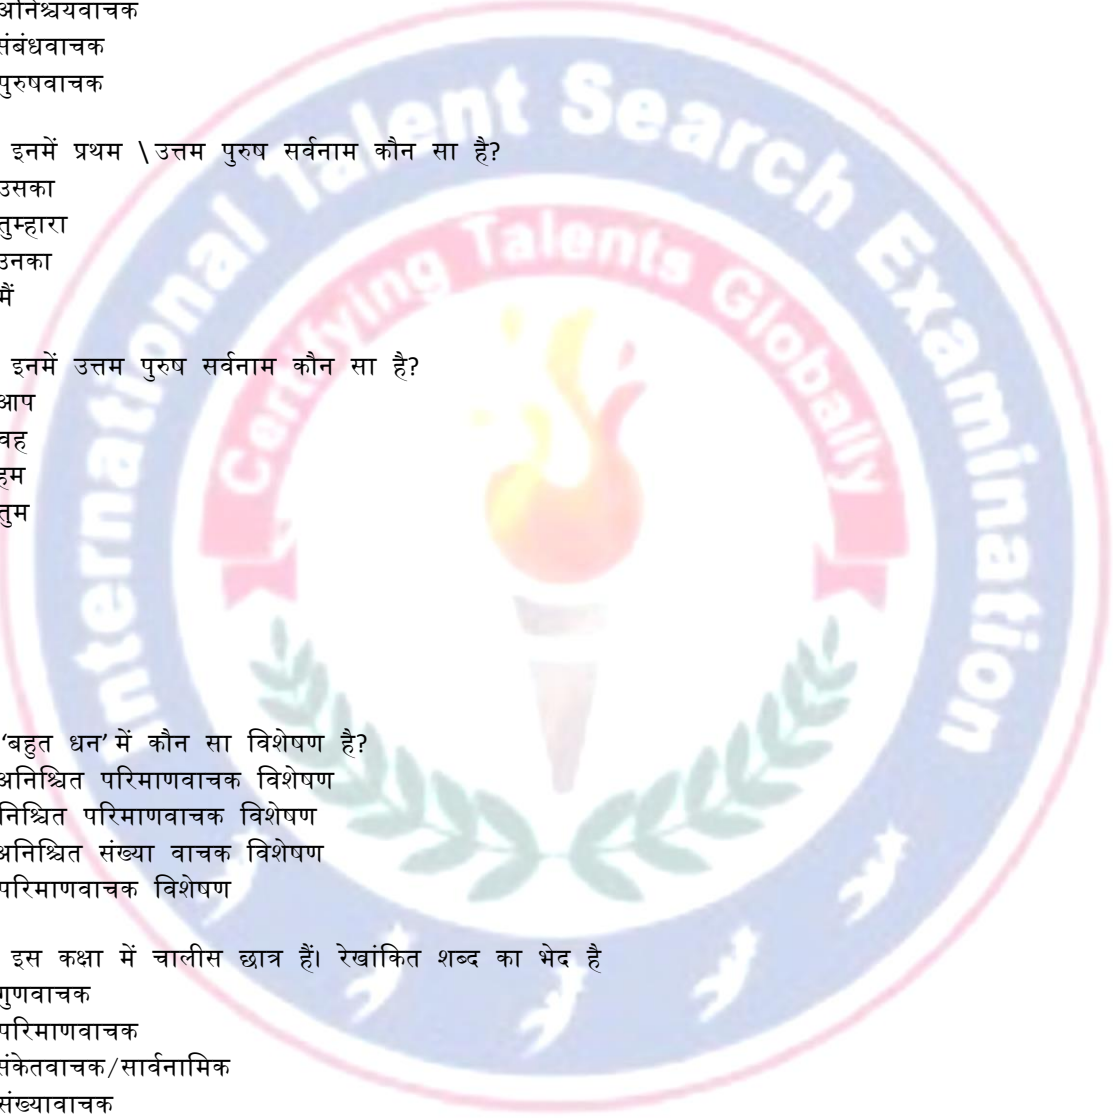 अनिश्चयवाचक
संबंधवाचक
पुरुषवाचक
इनमें प्रथम \ उत्तम पुरुष सर्वनाम कौन सा है?
उसका
तुम्हारा
उनका
मैं
इनमें उत्तम पुरुष सर्वनाम कौन सा है?
आप
वह
हम
तुम
‘बहुत धन’ में कौन सा विशेषण है?
अनिश्चित परिमाणवाचक विशेषण
निश्चित परिमाणवाचक विशेषण
अनिश्चित संख्या वाचक विशेषण
परिमाणवाचक विशेषण
इस कक्षा में चालीस छात्र हैं। रेखांकित शब्द का भेद है
गुणवाचक
परिमाणवाचक
संकेतवाचक/सार्वनामिक
संख्यावाचक
International Talent Search Examination
Certifying Talents Globally